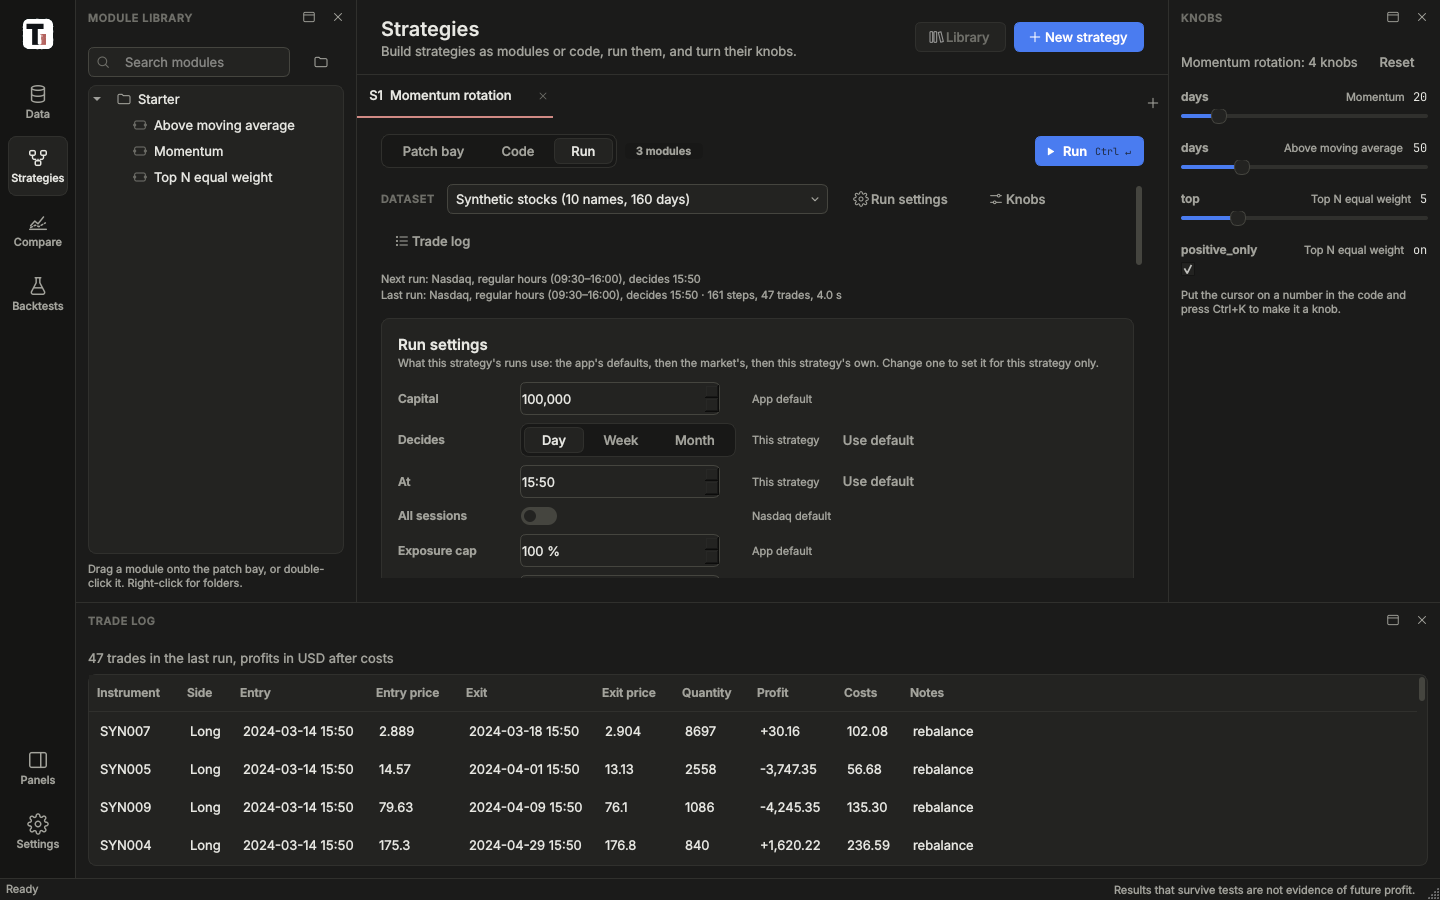 Ti
Data
Strategies
Compare
Backtests
Panels
Settings
MODULE LIBRARY
Search modules
Starter
Above moving average
Momentum
Top N equal weight
Drag a module onto the patch bay, or double-
click it. Right-click for folders.
Strategies
Build strategies as modules or code, run them, and turn their knobs.
Library
+ New strategy
S1 Momentum rotation
Patch bay Code Run 3 modules
Run Ctrl ↵
DATASET Synthetic stocks (10 names, 160 days) Run settings Knobs
Trade log
Next run: Nasdaq, regular hours (09:30–16:00), decides 15:50
Last run: Nasdaq, regular hours (09:30–16:00), decides 15:50 · 161 steps, 47 trades, 4.0 s
Run settings
What this strategy's runs use: the app's defaults, then the market's, then this strategy's own. Change one to set it for this strategy only.
Capital 100,000 App default
Decides Day Week Month This strategy Use default
At 15:50 This strategy Use default
All sessions Nasdaq default
Exposure cap 100 % App default
KNOBS
Momentum rotation: 4 knobs Reset
days Momentum 20
days Above moving average 50
top Top N equal weight 5
positive_only Top N equal weight on
Put the cursor on a number in the code and
press Ctrl+K to make it a knob.
TRADE LOG
47 trades in the last run, profits in USD after costs
Instrument Side Entry Entry price Exit Exit price Quantity Profit Costs Notes
SYN007 Long 2024-03-14 15:50 2.889 2024-03-18 15:50 2.904 8697 +30.16 102.08 rebalance
SYN005 Long 2024-03-14 15:50 14.57 2024-04-01 15:50 13.13 2558 -3,747.35 56.68 rebalance
SYN009 Long 2024-03-14 15:50 79.63 2024-04-09 15:50 76.1 1086 -4,245.35 135.30 rebalance
SYN004 Long 2024-03-14 15:50 175.3 2024-04-29 15:50 176.8 840 +1,620.22 236.59 rebalance
Ready
Results that survive tests are not evidence of future profit.